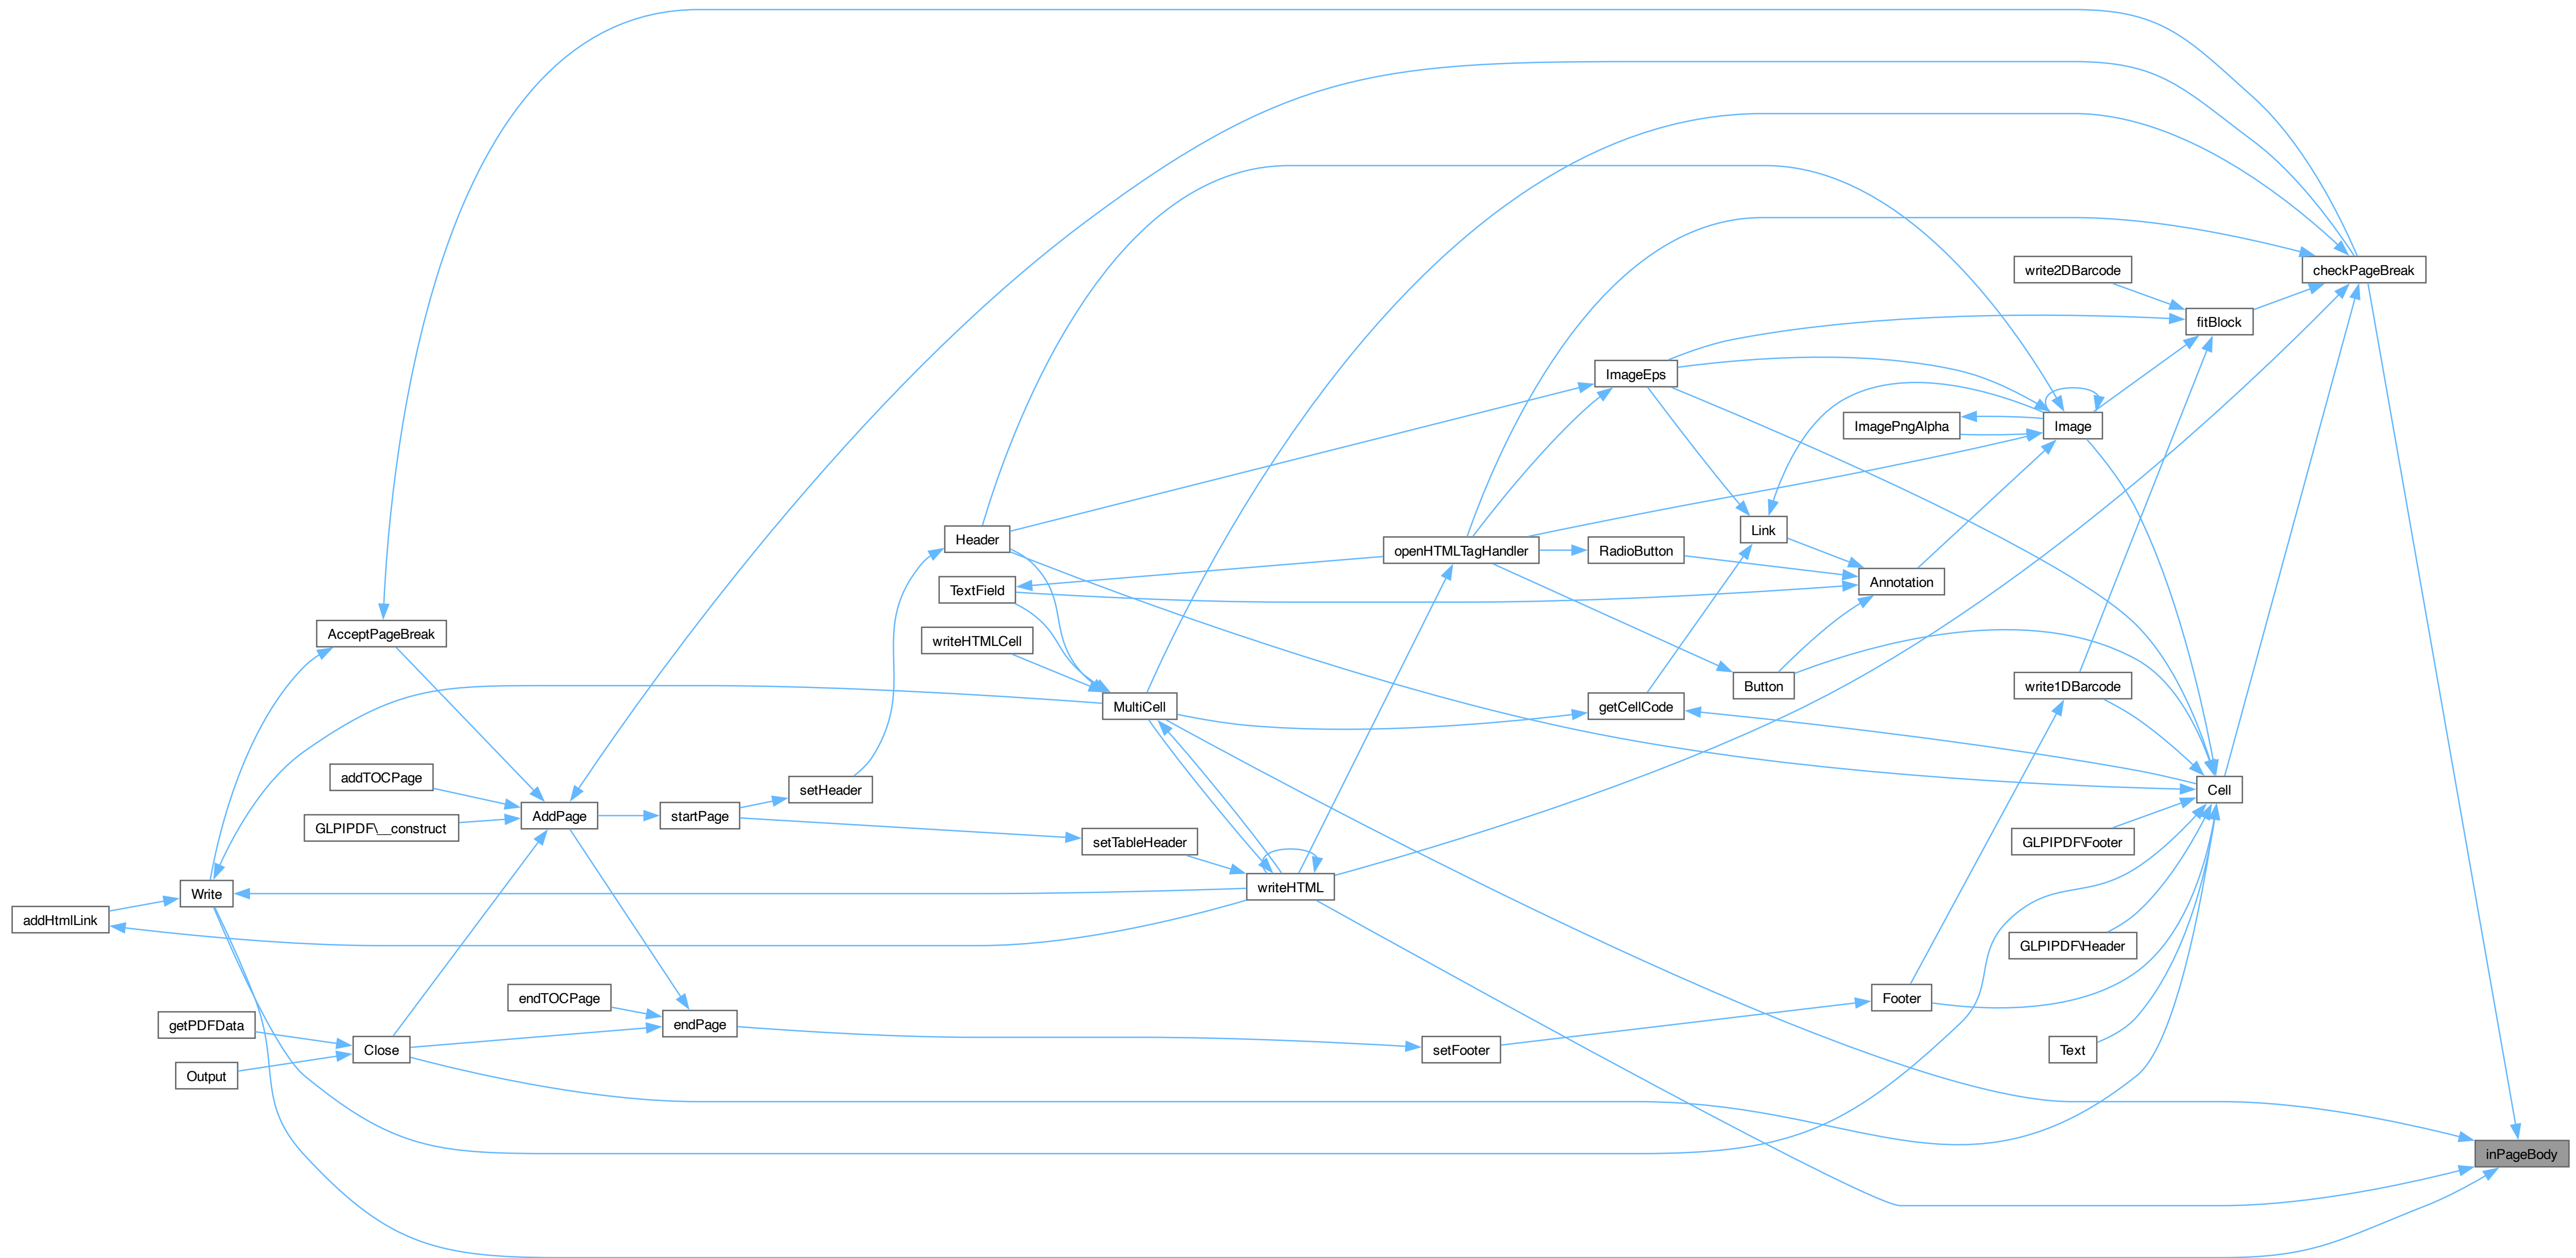 checkPageBreak
write2DBarcode
fitBlock
ImageEps
ImagePngAlpha
Image
Link
Header
openHTMLTagHandler
RadioButton
Annotation
TextField
AcceptPageBreak
writeHTMLCell
MultiCell
Button
getCellCode
write1DBarcode
addTOCPage
setHeader
Cell
GLPIPDF\__construct
AddPage
startPage
setTableHeader
GLPIPDF\Footer
Write
writeHTML
addHtmlLink
GLPIPDF\Header
endTOCPage
Footer
getPDFData
endPage
Close
setFooter
Text
Output
inPageBody